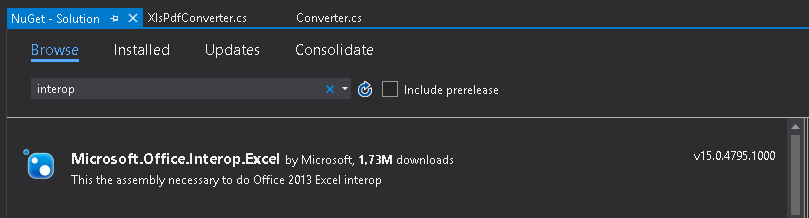 NuGet - Solution XlsPdfConverter.cs Converter.cs
Browse Installed Updates Consolidate
interop Include prerelease
Microsoft.Office.Interop.Excel by Microsoft, 1,73M downloads v15.0.4795.1000
This the assembly necessary to do Office 2013 Excel interop